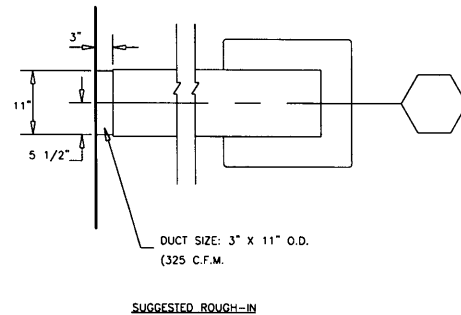 3"
11"
5 1/2"
DUCT SIZE: 3" X 11" O.D.
(325 C.F.M.
SUGGESTED ROUGH-IN